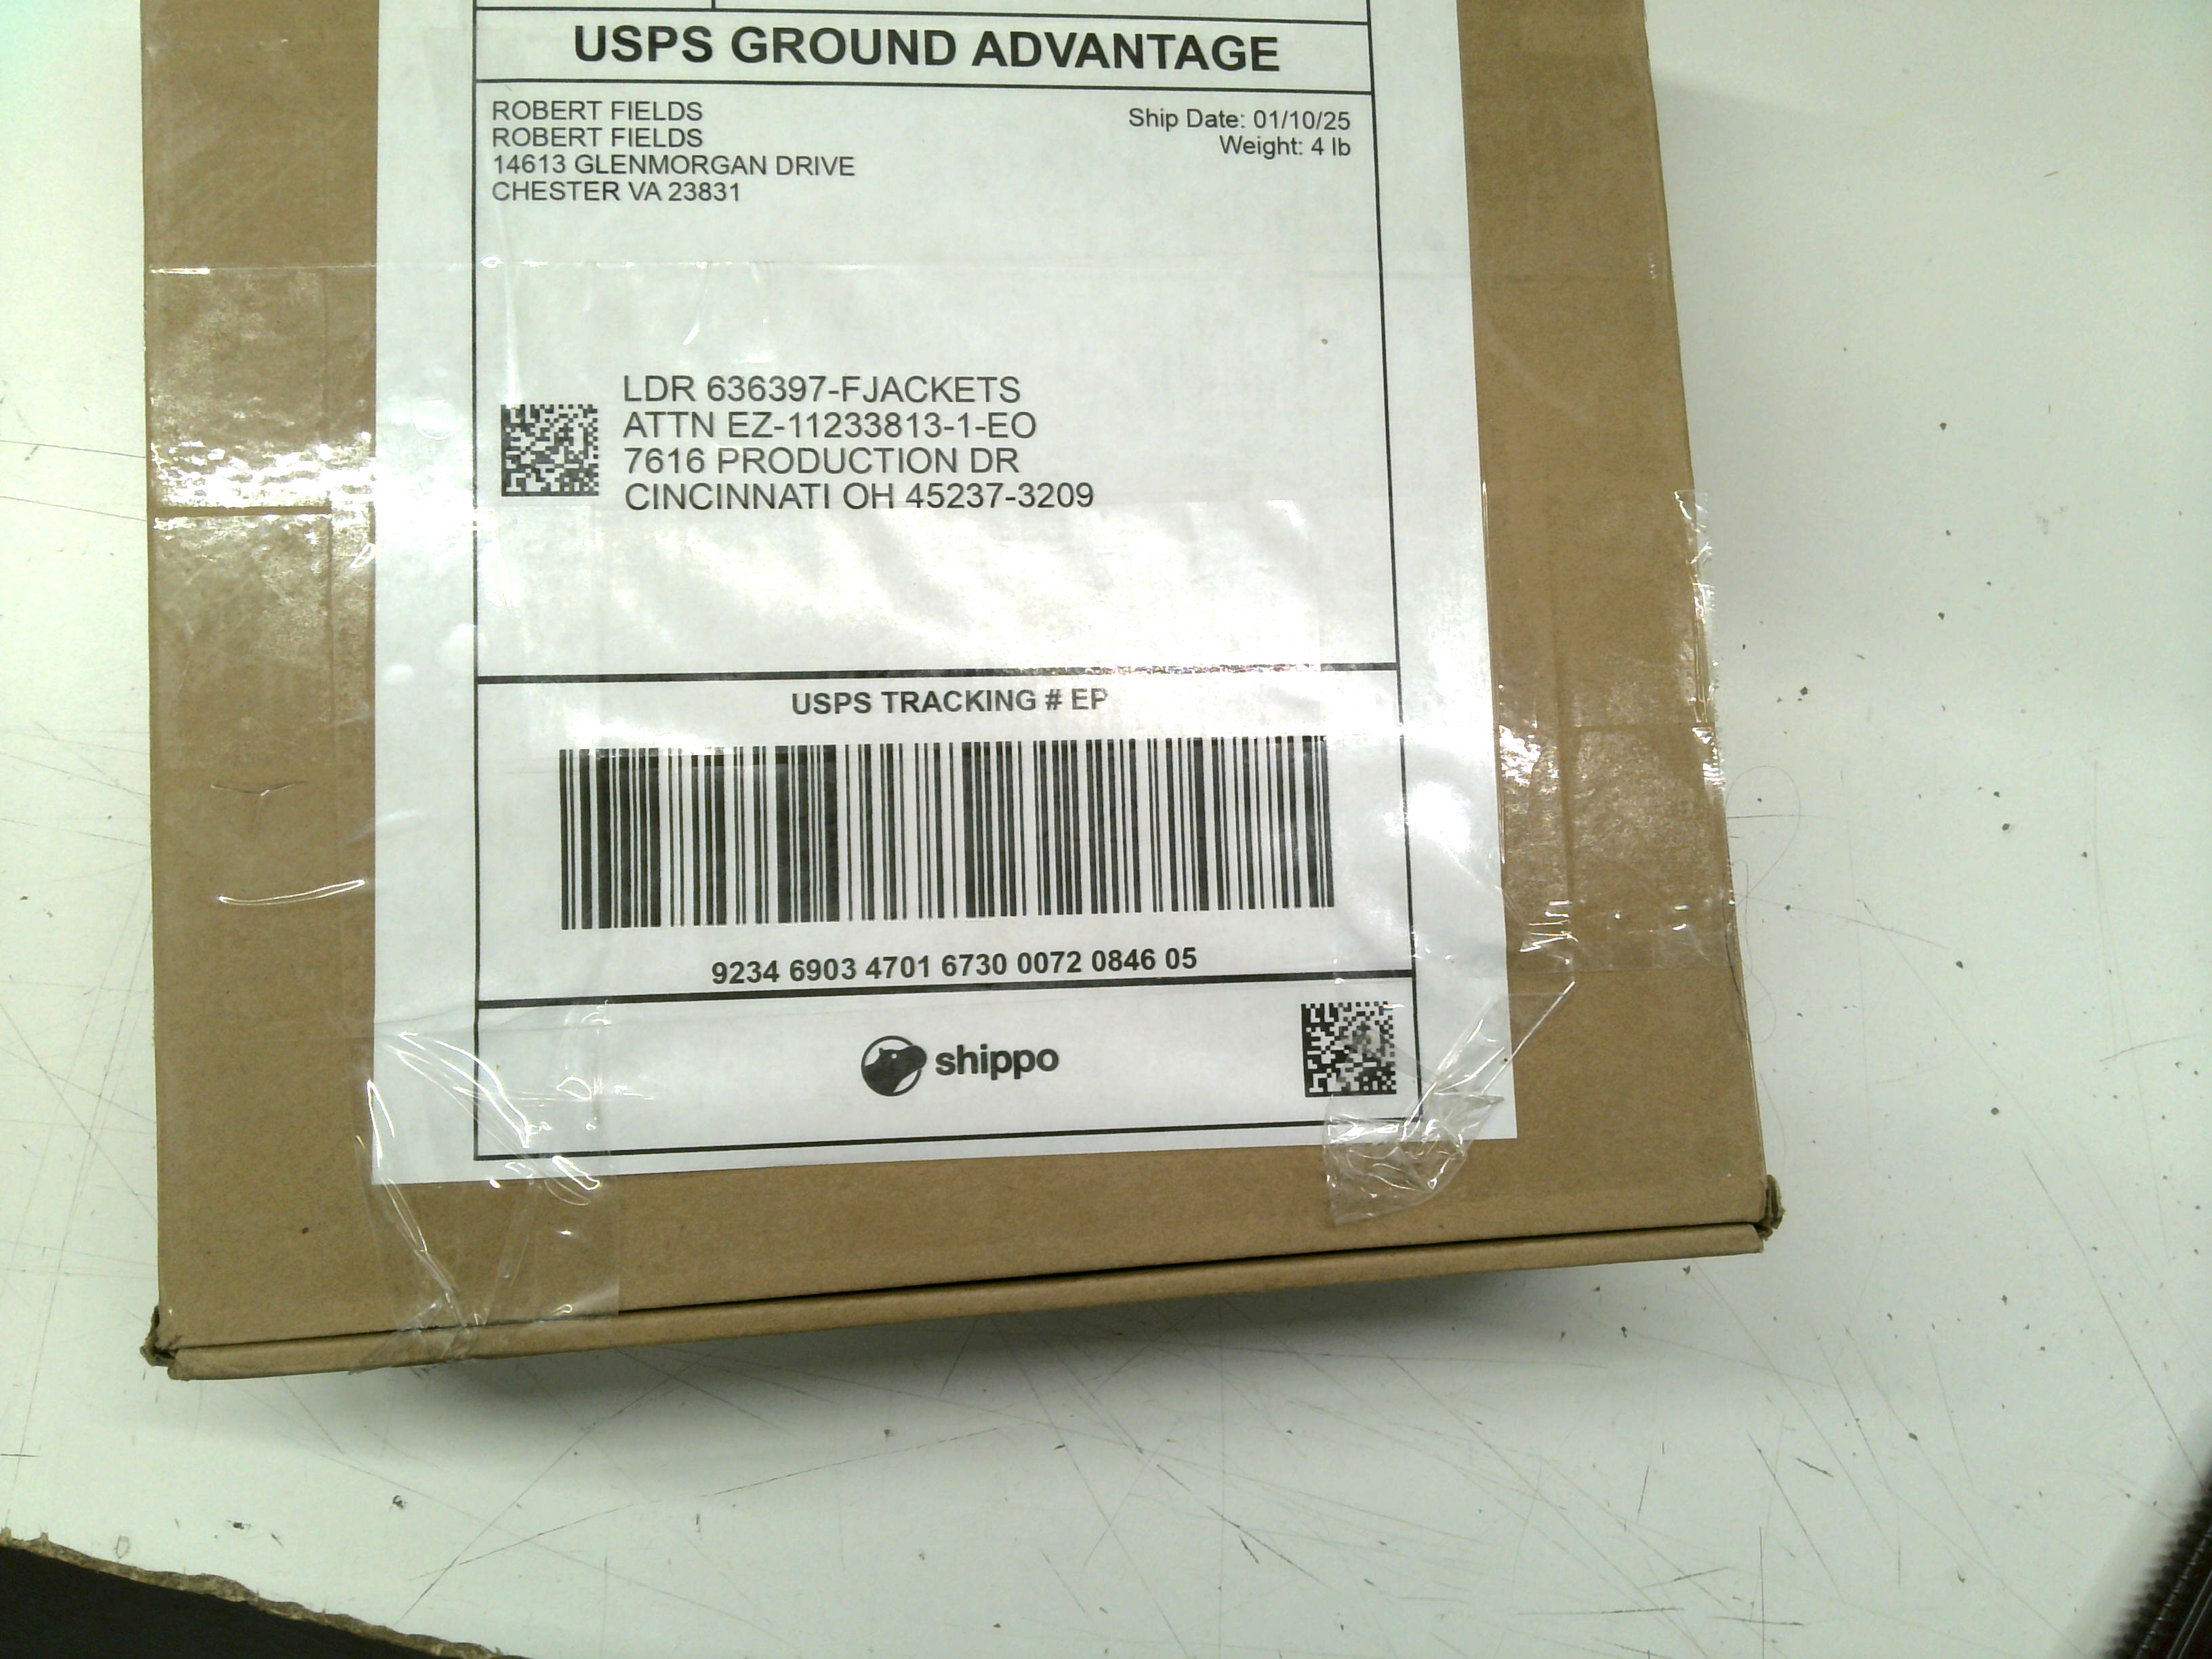 USPS GROUND ADVANTAGE
ROBERT FIELDS
ROBERT FIELDS
14613 GLENMORGAN DRIVE
CHESTER VA 23831
Ship Date: 01/10/25
Weight: 4 lb
LDR 636397-FJACKETS
ATTN EZ-11233813-1-EO
7616 PRODUCTION DR
CINCINNATI OH 45237-3209
USPS TRACKING # EP
9234 6903 4701 6730 0072 0846 05
shippo